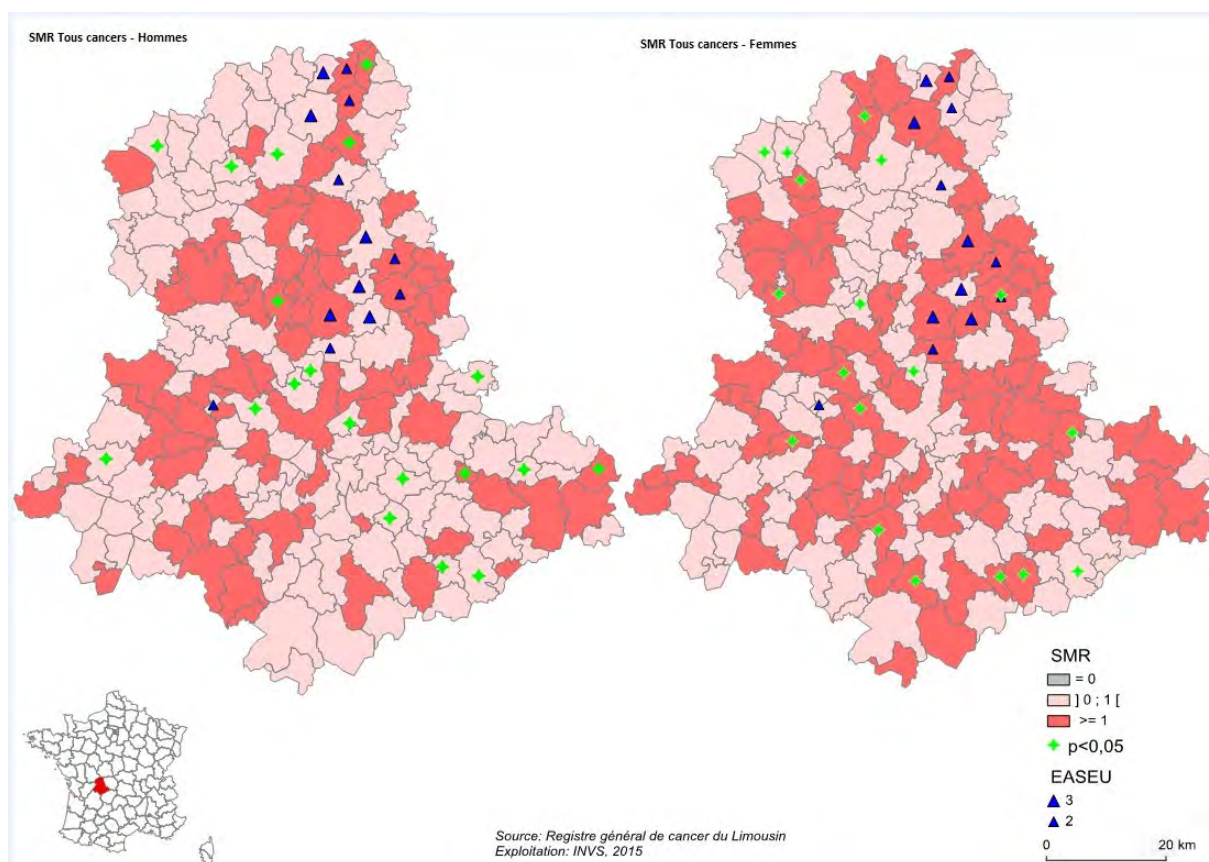 SMR Tous cancers - Hommes
SMR Tous cancers - Femmes
SMR
= 0
] 0 ; 1 [
>= 1
p<0,05
EASEU
3
2
Source: Registre général de cancer du Limousin
Exploitation: INVS, 2015
0 20 km